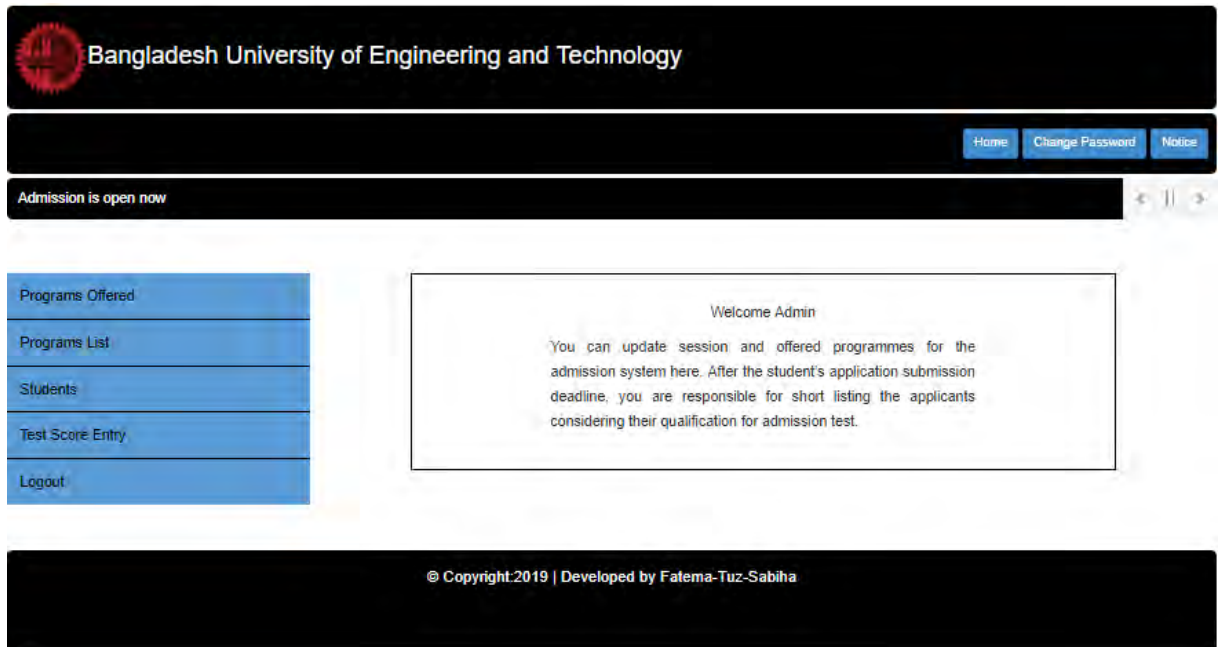 Bangladesh University of Engineering and Technology
Home Change Password Notice
Admission is open now
Programs Offered
Programs List
Students
Test Score Entry
Logout
Welcome Admin
You can update session and offered programmes for the
admission system here. After the student's application submission
deadline, you are responsible for short listing the applicants
considering their qualification for admission test.
© Copyright:2019 | Developed by Fatema-Tuz-Sabiha